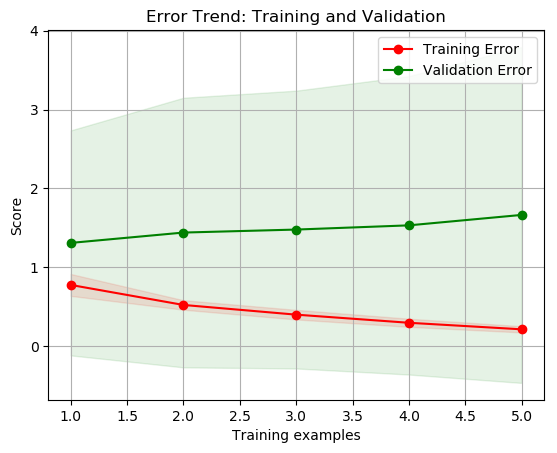 Error Trend: Training and Validation
Training Error
Validation Error
Score
4
3
2
1
0
1.0 1.5 2.0 2.5 3.0 3.5 4.0 4.5 5.0
Training examples